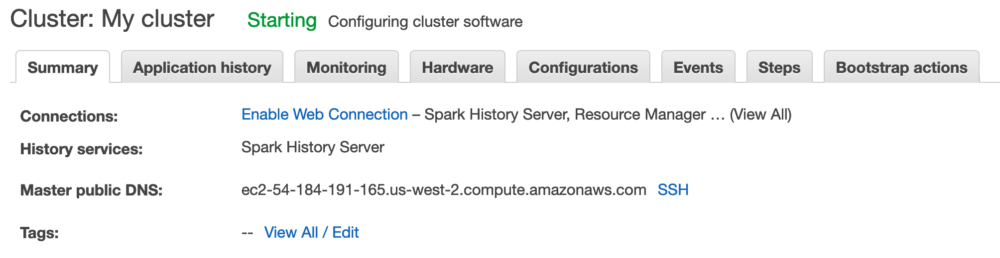 Cluster: My cluster Starting Configuring cluster software
Summary Application history Monitoring Hardware Configurations Events Steps Bootstrap actions
Connections: Enable Web Connection – Spark History Server, Resource Manager … (View All)
History services: Spark History Server
Master public DNS: ec2-54-184-191-165.us-west-2.compute.amazonaws.com SSH
Tags: -- View All / Edit